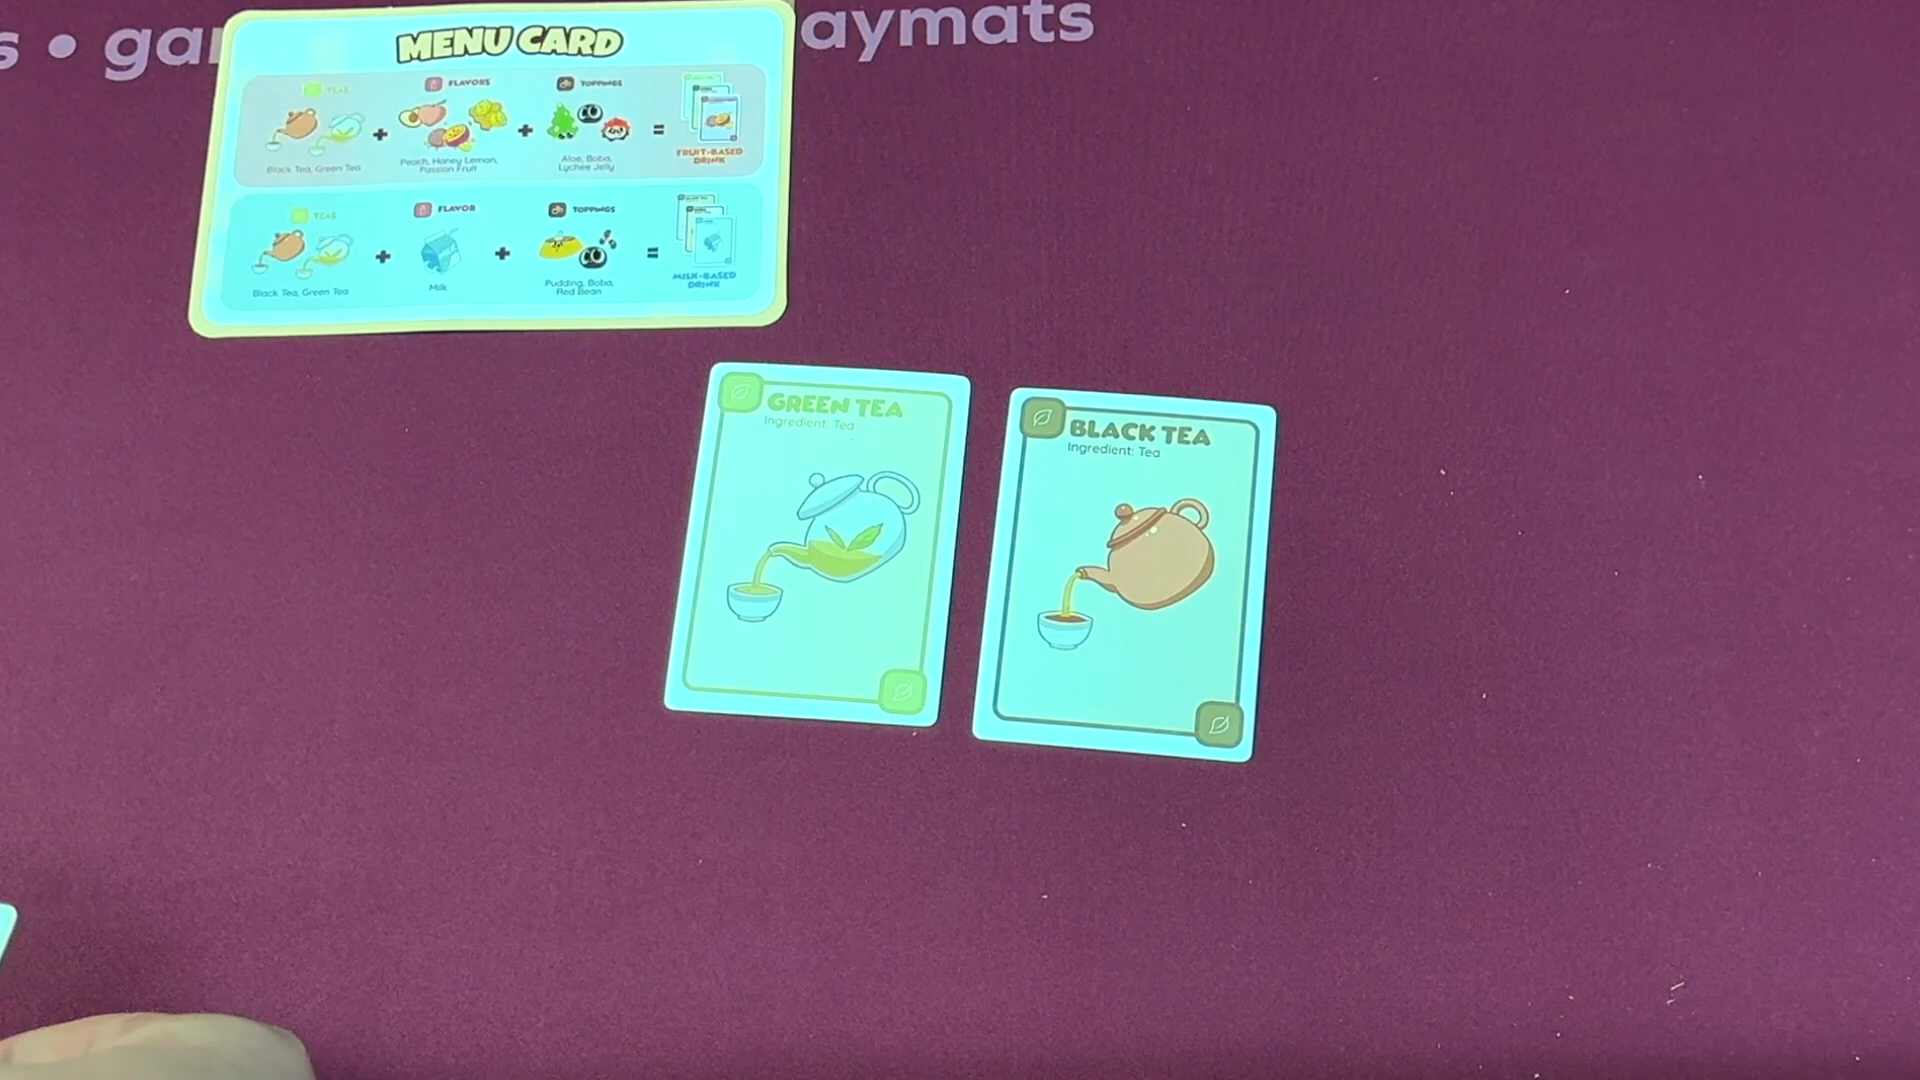 s • gar
aymats
MENU CARD
TEAS
FLAVORS
TOPPINGS
Black Tea, Green Tea
Peach, Honey Lemon,
Passion Fruit
Aloe, Boba,
Lychee Jelly
FRUIT-BASED
DRINK
TEAS
FLAVOR
TOPPINGS
Black Tea, Green Tea
Milk
Pudding, Boba,
Red Bean
MILK-BASED
DRINK
GREEN TEA
Ingredient: Tea
BLACK TEA
Ingredient: Tea